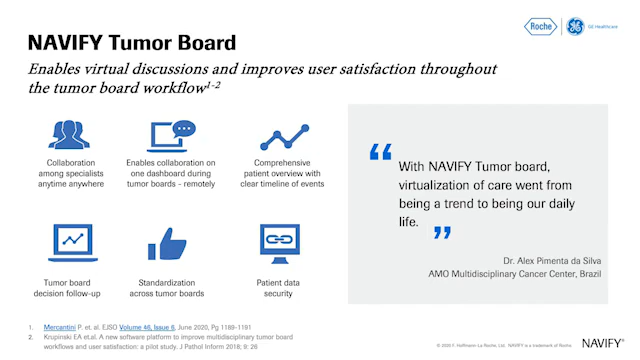 Roche
GE Healthcare
NAVIFY Tumor Board
Enables virtual discussions and improves user satisfaction throughout
the tumor board workflow1-2
Collaboration
among specialists
anytime anywhere
Enables collaboration on
one dashboard during
tumor boards - remotely
Comprehensive
patient overview with
clear timeline of events
Tumor board
decision follow-up
Standardization
across tumor boards
Patient data
security
“
With NAVIFY Tumor board,
virtualization of care went from
being a trend to being our daily
life.
”
Dr. Alex Pimenta da Silva
AMO Multidisciplinary Cancer Center, Brazil
1. Mercantini P. et. al. EJSO Volume 46, Issue 6, June 2020, Pg 1189-1191
2. Krupinski EA et.al. A new software platform to improve multidisciplinary tumor board
workflows and user satisfaction: a pilot study. J Pathol Inform 2018; 9: 26
© 2020 F. Hoffmann-La Roche, Ltd. NAVIFY is a trademark of Roche.
NAVIFY®